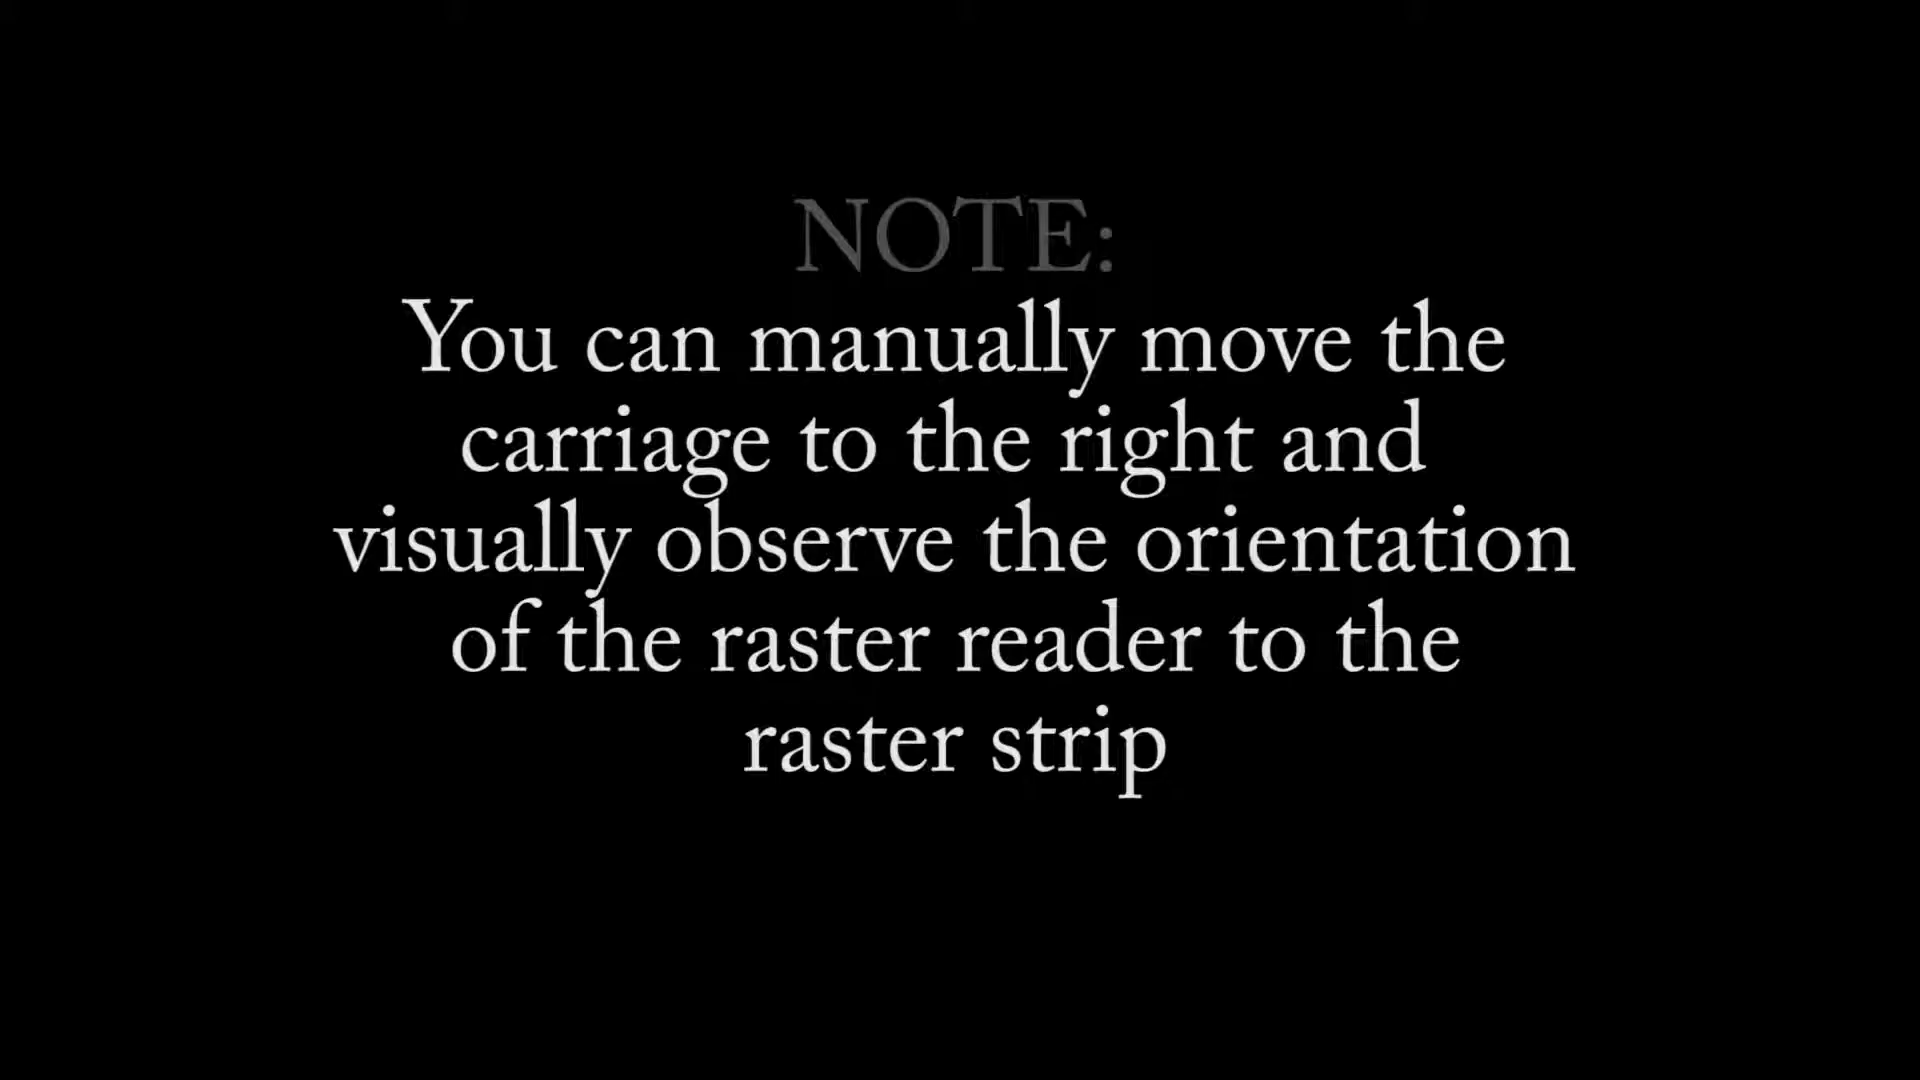 NOTE:
You can manually move the
carriage to the right and
visually observe the orientation
of the raster reader to the
raster strip